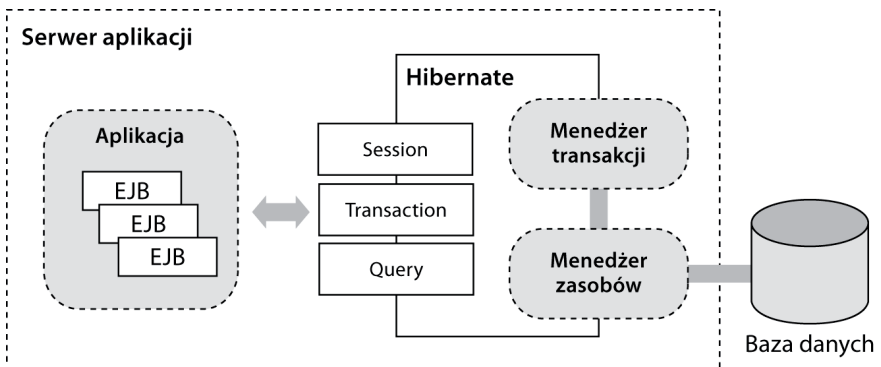 Serwer aplikacji
Hibernate
Aplikacja
EJB
EJB
EJB
Session
Transaction
Query
Menedżer
transakcji
Menedżer
zasobów
Baza danych